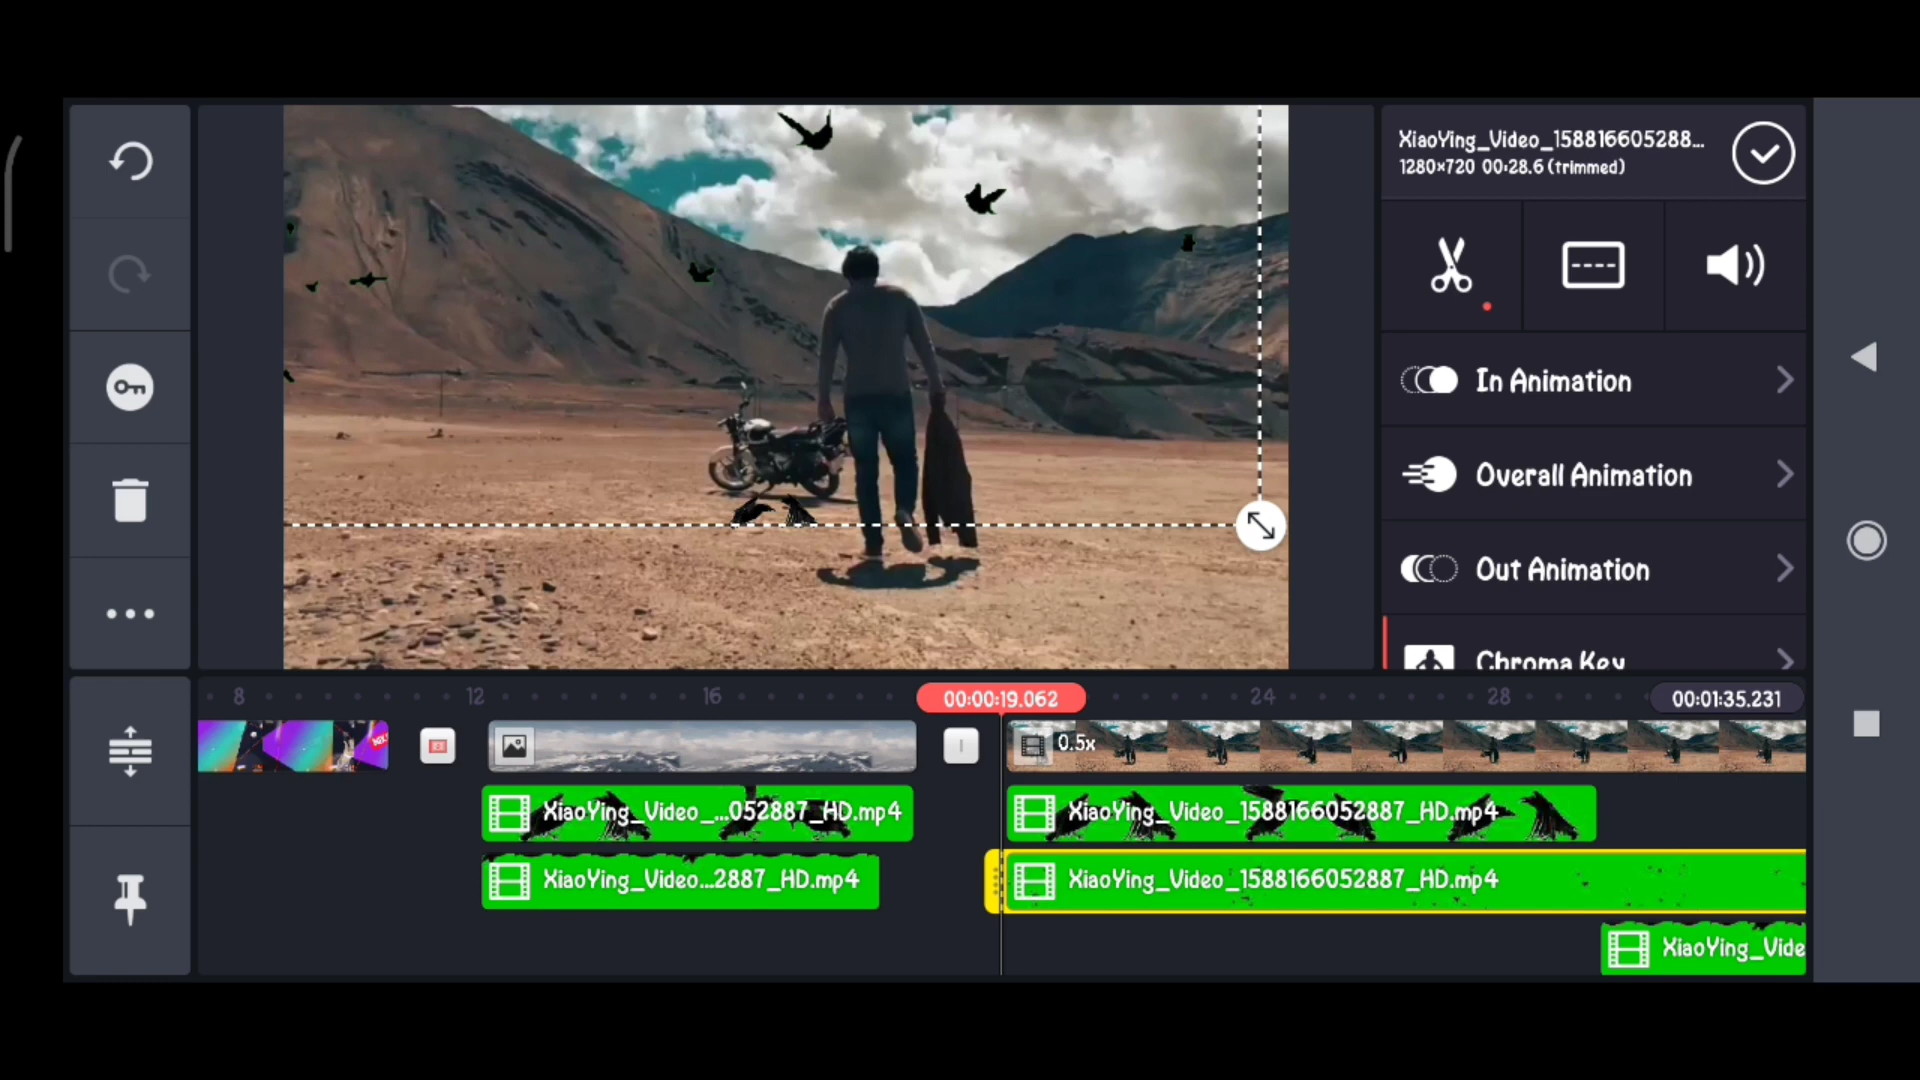 XiaoYing_Video_158816605288...
1280×720 00:28.6 (trimmed)
In Animation
Overall Animation
Out Animation
Chroma Key
8
12
16
00:00:19.062
24
28
00:01:35.231
0.5x
XiaoYing_Video_...052887_HD.mp4
XiaoYing_Video_1588166052887_HD.mp4
XiaoYing_Video...2887_HD.mp4
XiaoYing_Video_1588166052887_HD.mp4
XiaoYing_Vide